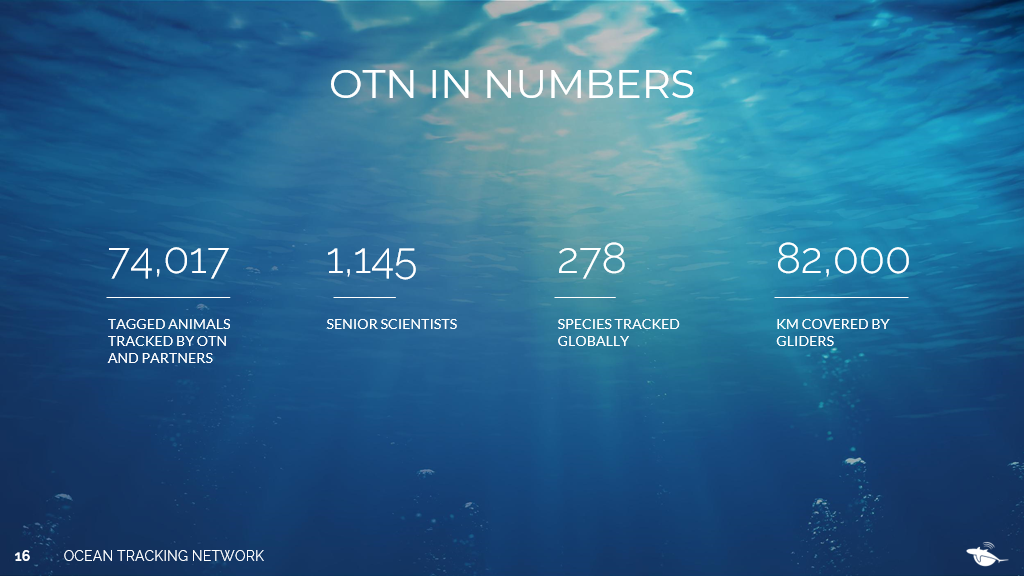 OTN IN NUMBERS
74,017
TAGGED ANIMALS
TRACKED BY OTN
AND PARTNERS
1,145
SENIOR SCIENTISTS
278
SPECIES TRACKED
GLOBALLY
82,000
KM COVERED BY
GLIDERS
16 OCEAN TRACKING NETWORK